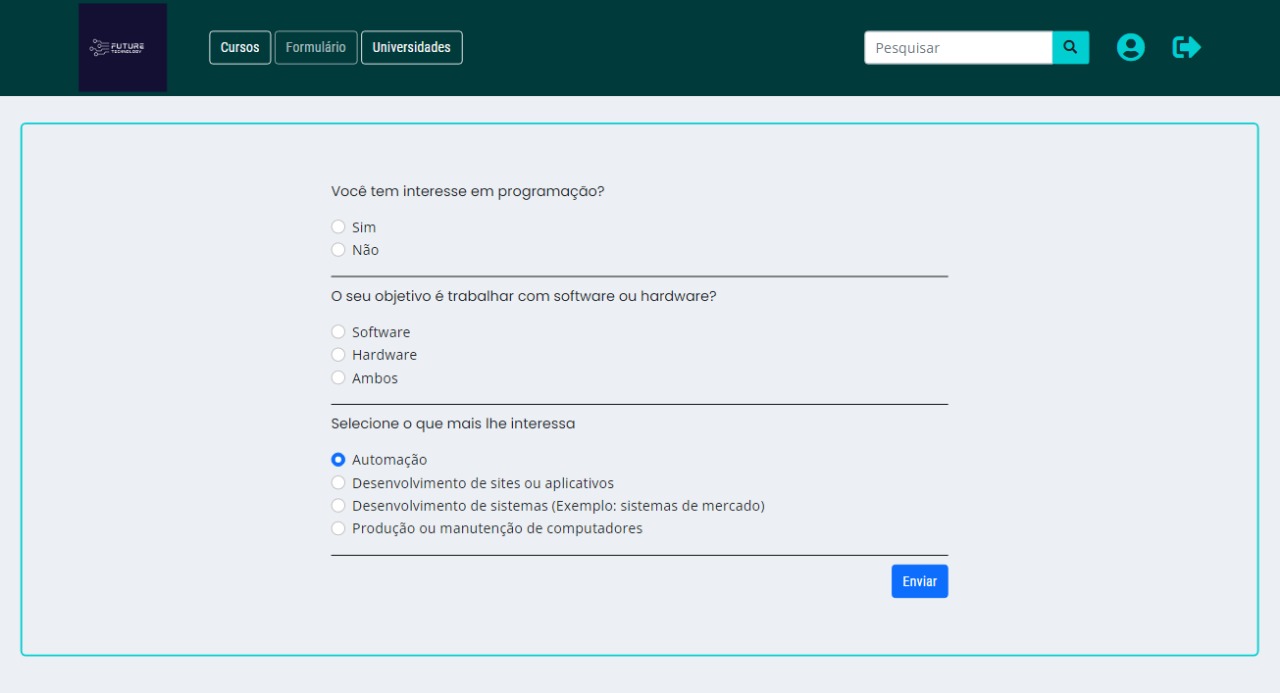 FUTURE
TECHNOLOGY
Cursos
Formulário
Universidades
Pesquisar
Você tem interesse em programação?
Sim
Não
O seu objetivo é trabalhar com software ou hardware?
Software
Hardware
Ambos
Selecione o que mais lhe interessa
Automação
Desenvolvimento de sites ou aplicativos
Desenvolvimento de sistemas (Exemplo: sistemas de mercado)
Produção ou manutenção de computadores
Enviar